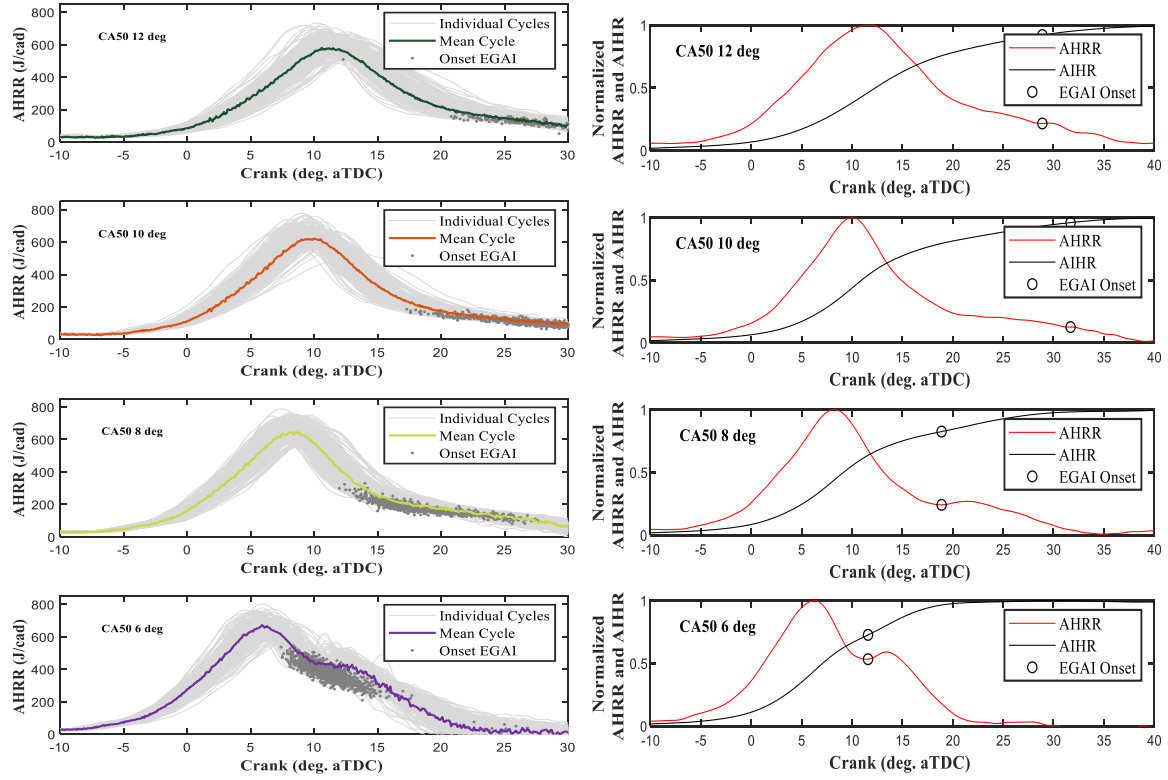 AHRR (J/cad)
800
600
400
200
0
CA50 12 deg
Individual Cycles
Mean Cycle
Onset EGAI
-10 -5 0 5 10 15 20 25 30
Crank (deg. aTDC)
Normalized
AHRR and AIHR
1
0.5
0
CA50 12 deg
AHRR
AIHR
EGAI Onset
-10 -5 0 5 10 15 20 25 30 35 40
Crank (deg. aTDC)
AHRR (J/cad)
800
600
400
200
0
CA50 10 deg
Individual Cycles
Mean Cycle
Onset EGAI
-10 -5 0 5 10 15 20 25 30
Crank (deg. aTDC)
Normalized
AHRR and AIHR
1
0.5
0
CA50 10 deg
AHRR
AIHR
EGAI Onset
-10 -5 0 5 10 15 20 25 30 35 40
Crank (deg. aTDC)
AHRR (J/cad)
800
600
400
200
0
CA50 8 deg
Individual Cycles
Mean Cycle
Onset EGAI
-10 -5 0 5 10 15 20 25 30
Crank (deg. aTDC)
Normalized
AHRR and AIHR
1
0.5
0
CA50 8 deg
AHRR
AIHR
EGAI Onset
-10 -5 0 5 10 15 20 25 30 35 40
Crank (deg. aTDC)
AHRR (J/cad)
800
600
400
200
0
CA50 6 deg
Individual Cycles
Mean Cycle
Onset EGAI
-10 -5 0 5 10 15 20 25 30
Crank (deg. aTDC)
Normalized
AHRR and AIHR
1
0.5
0
CA50 6 deg
AHRR
AIHR
EGAI Onset
-10 -5 0 5 10 15 20 25 30 35 40
Crank (deg. aTDC)